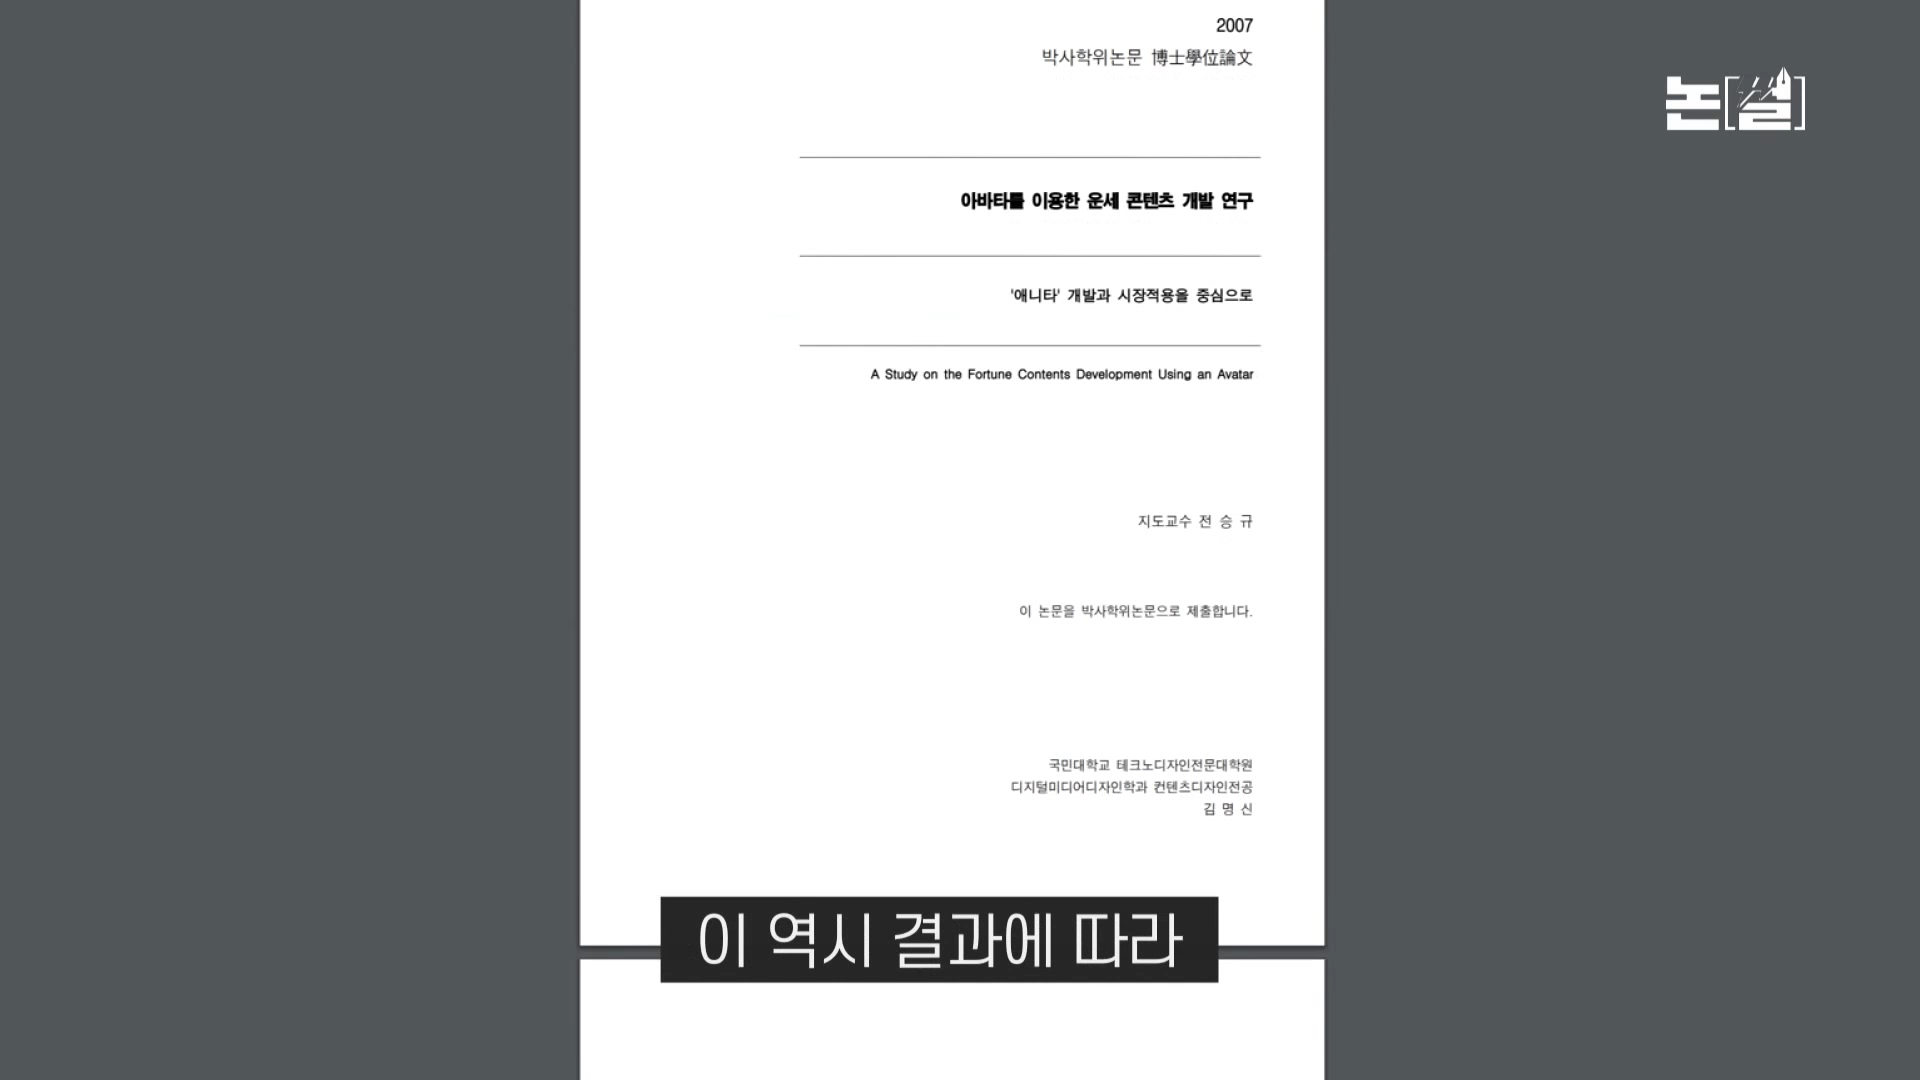 2007
박사학위논문 博士學位論文
논[썰]
아바타를 이용한 운세 콘텐츠 개발 연구
'애니타' 개발과 시장적용을 중심으로
A Study on the Fortune Contents Development Using an Avatar
지도교수 전 승 규
이 논문을 박사학위논문으로 제출합니다.
국민대학교 테크노디자인전문대학원
디지털미디어디자인학과 컨텐츠디자인전공
김 명 신
이 역시 결과에 따라